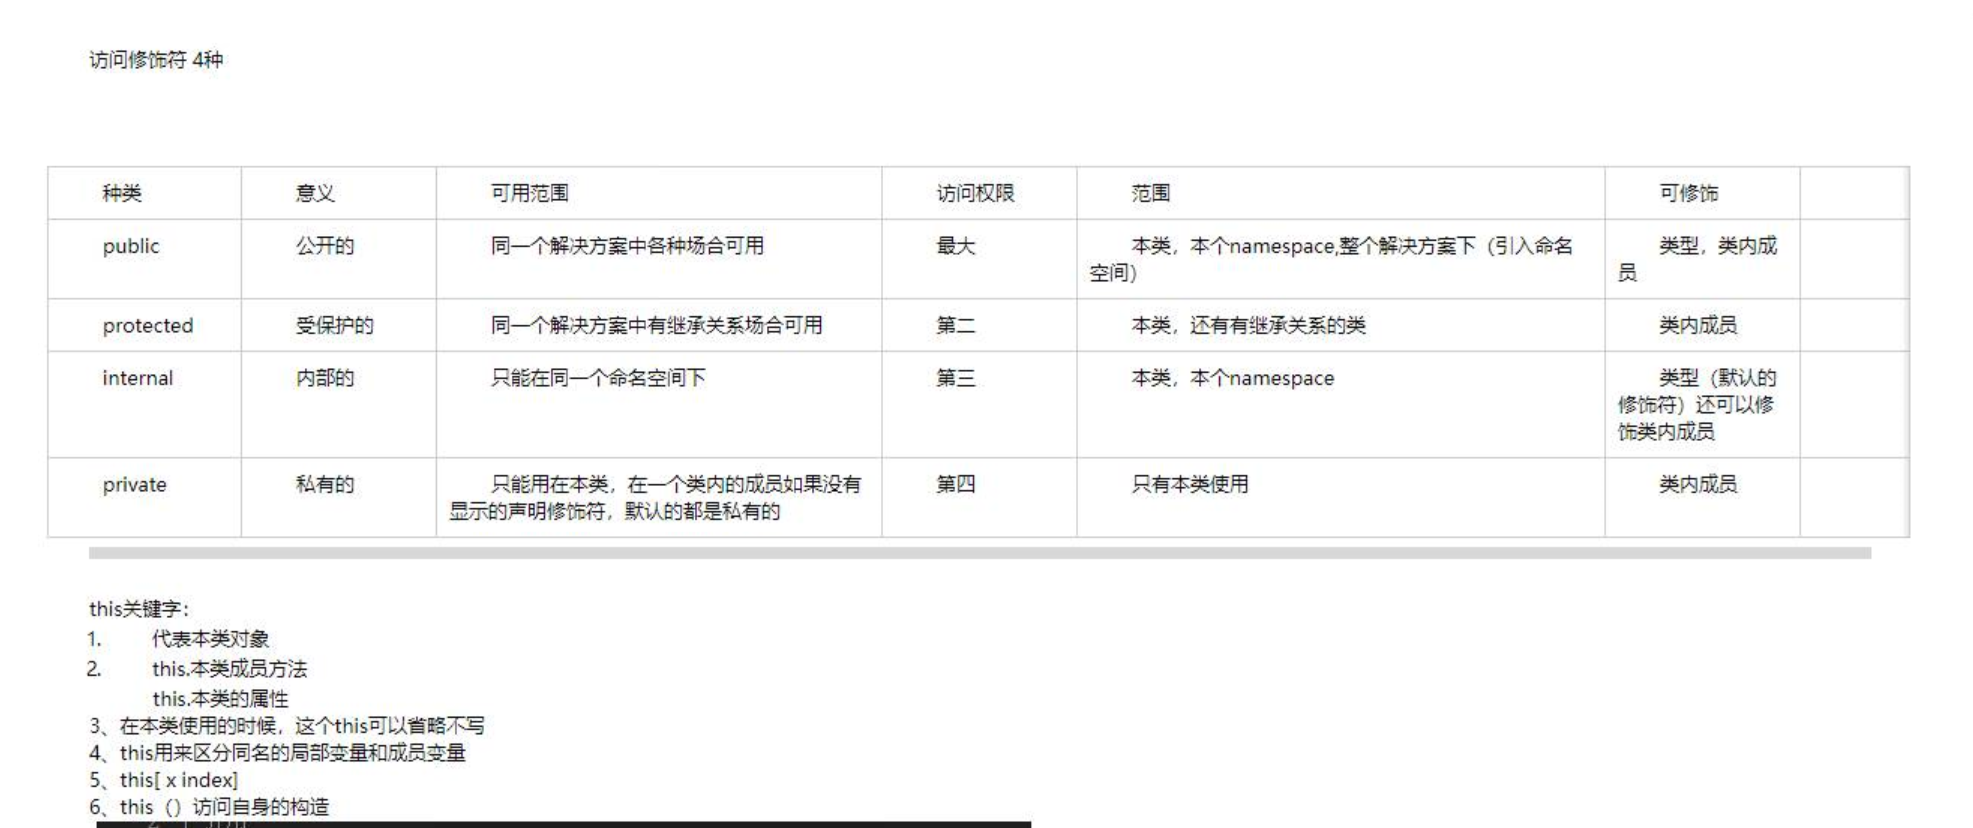 访问修饰符 4种
种类 意义 可用范围 访问权限 范围 可修饰
public 公开的 同一个解决方案中各种场合可用 最大 本类，本个namespace,整个解决方案下（引入命名
空间） 类型，类内成
员
protected 受保护的 同一个解决方案中有继承关系场合可用 第二 本类，还有有继承关系的类 类内成员
internal 内部的 只能在同一个命名空间下 第三 本类，本个namespace 类型（默认的
修饰符）还可以修
饰类内成员
private 私有的 只能用在本类，在一个类内的成员如果没有
显示的声明修饰符，默认的都是私有的 第四 只有本类使用 类内成员
this关键字：
1. 代表本类对象
2. this.本类成员方法
this.本类的属性
3、在本类使用的时候，这个this可以省略不写
4、this用来区分同名的局部变量和成员变量
5、this[ x index]
6、this（）访问自身的构造